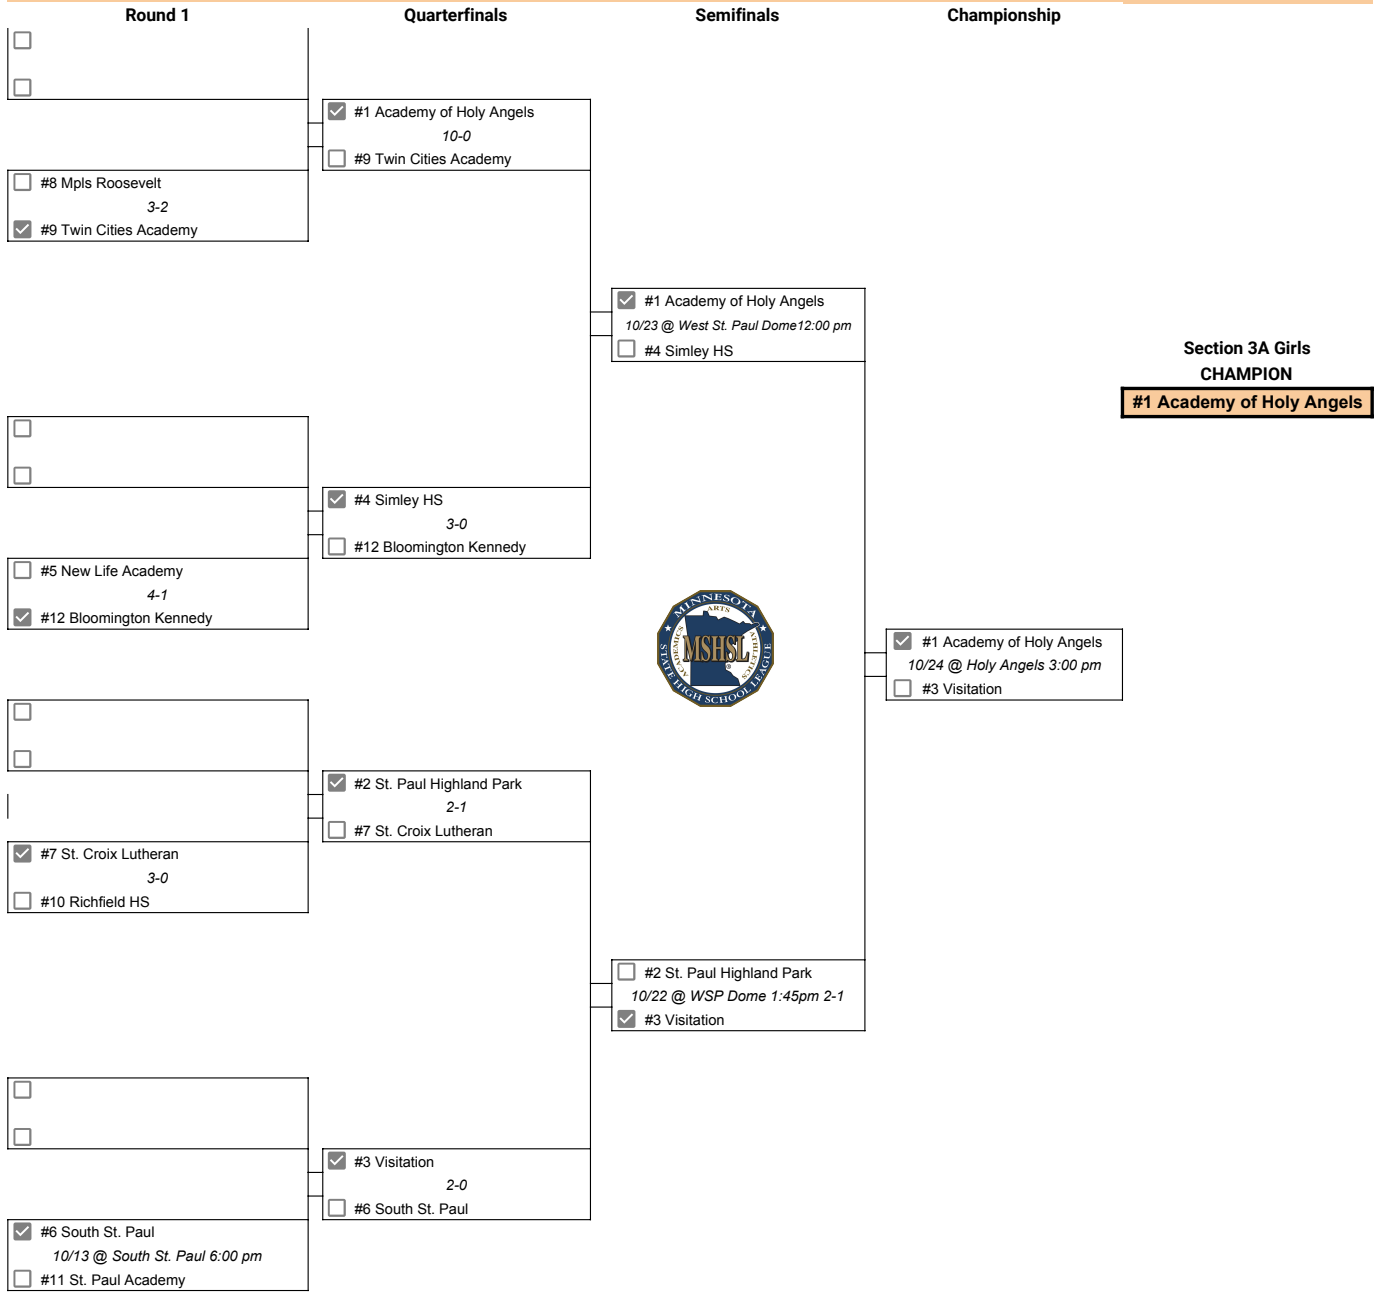 Round 1
Quarterfinals
Semifinals
Championship
#1 Academy of Holy Angels
10-0
#9 Twin Cities Academy
#8 Mpls Roosevelt
3-2
#9 Twin Cities Academy
#1 Academy of Holy Angels
10/23 @ West St. Paul Dome12:00 pm
#4 Simley HS
Section 3A Girls
CHAMPION
#1 Academy of Holy Angels
#4 Simley HS
3-0
#12 Bloomington Kennedy
#5 New Life Academy
4-1
#12 Bloomington Kennedy
MINNESOTA
STATE HIGH SCHOOL LEAGUE
ARTS
ACADEMICS
ATHLETICS
MSHSL
®
#1 Academy of Holy Angels
10/24 @ Holy Angels 3:00 pm
#3 Visitation
#2 St. Paul Highland Park
2-1
#7 St. Croix Lutheran
#7 St. Croix Lutheran
3-0
#10 Richfield HS
#2 St. Paul Highland Park
10/22 @ WSP Dome 1:45pm 2-1
#3 Visitation
#3 Visitation
2-0
#6 South St. Paul
#6 South St. Paul
10/13 @ South St. Paul 6:00 pm
#11 St. Paul Academy